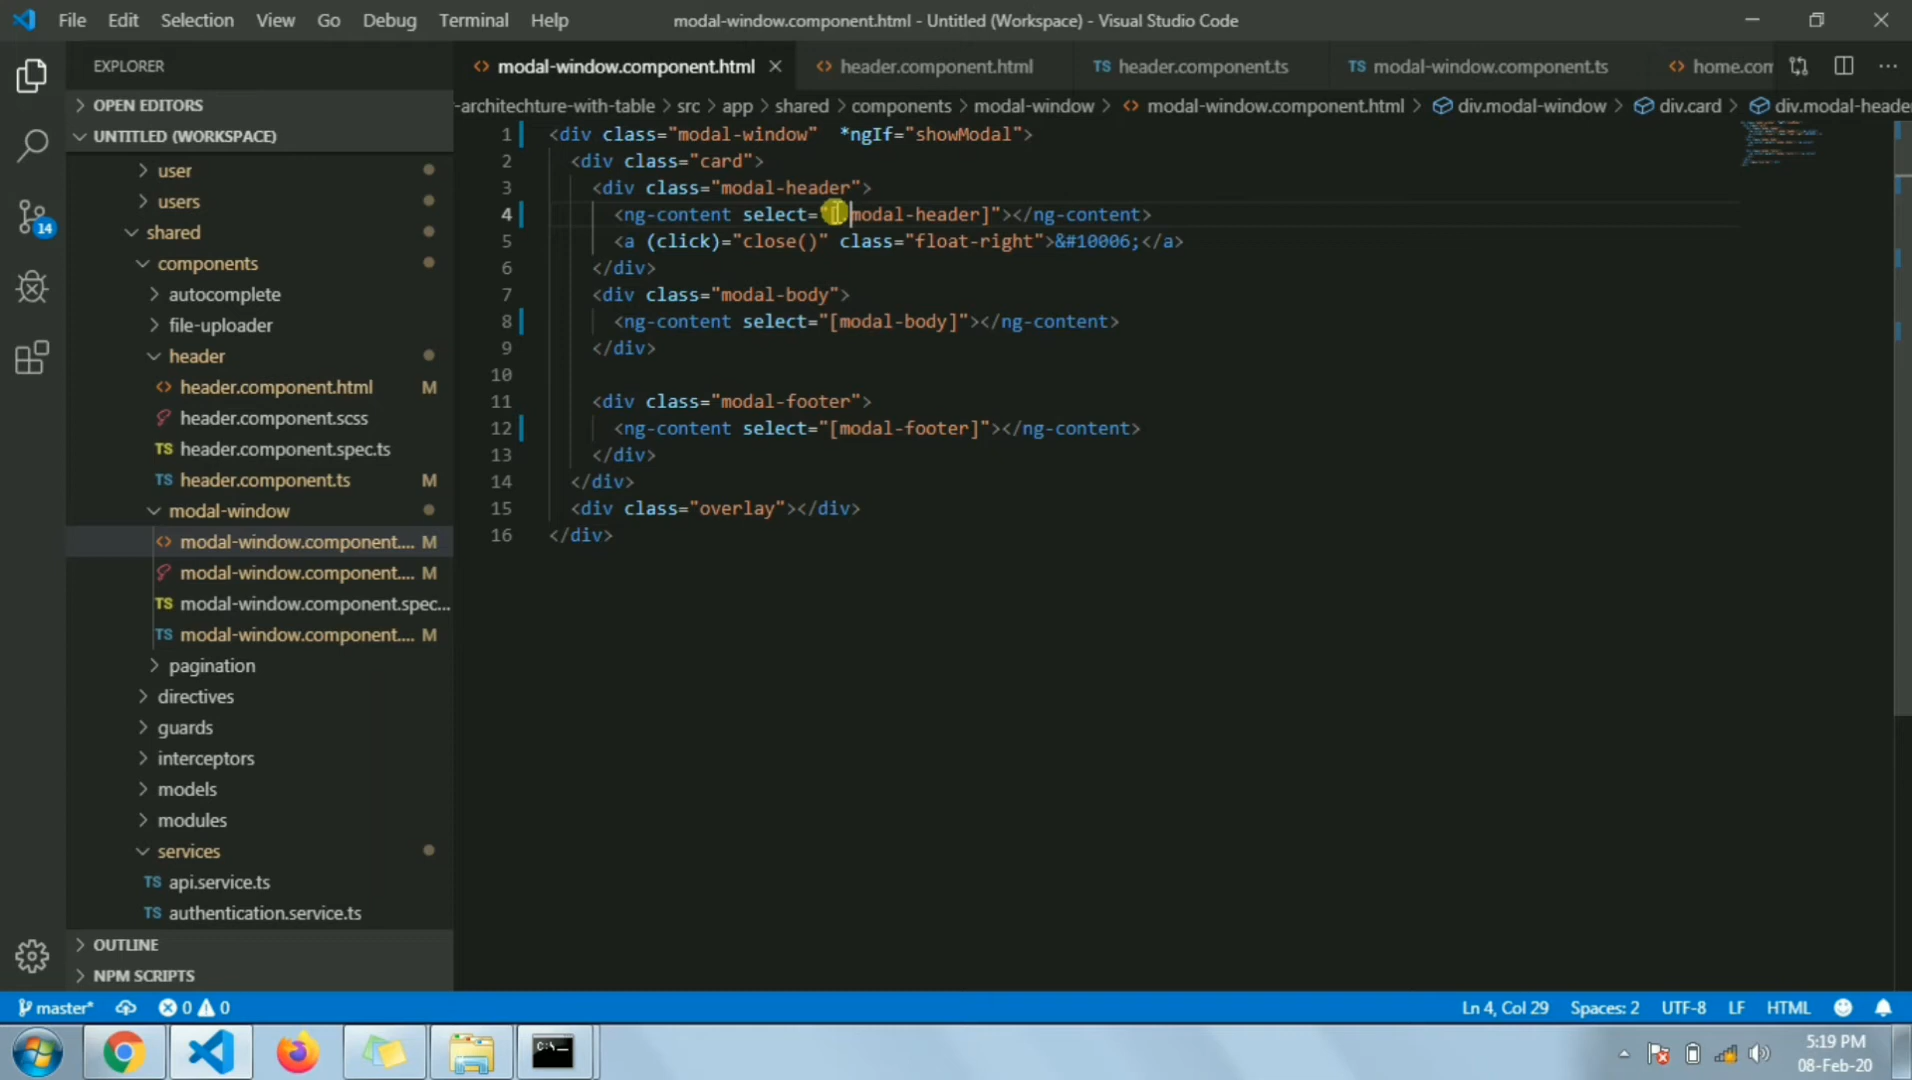 File Edit Selection View Go Debug Terminal Help modal-window.component.html - Untitled (Workspace) - Visual Studio Code
EXPLORER
OPEN EDITORS
UNTITLED (WORKSPACE)
user
users
shared
components
autocomplete
file-uploader
header
header.component.html M
header.component.scss
header.component.spec.ts
header.component.ts M
modal-window
modal-window.component.... M
modal-window.component.... M
modal-window.component.spec...
modal-window.component.... M
pagination
directives
guards
interceptors
models
modules
services
api.service.ts
authentication.service.ts
OUTLINE
NPM SCRIPTS
14
modal-window.component.html header.component.html header.component.ts modal-window.component.ts home.com
-architechture-with-table > src > app > shared > components > modal-window > modal-window.component.html > div.modal-window > div.card > div.modal-heade
1 <div class="modal-window" *ngIf="showModal">
2 <div class="card">
3 <div class="modal-header">
4 <ng-content select="[modal-header]"></ng-content>
5 <a (click)="close()" class="float-right">&#10006;</a>
6 </div>
7 <div class="modal-body">
8 <ng-content select="[modal-body]"></ng-content>
9 </div>
10
11 <div class="modal-footer">
12 <ng-content select="[modal-footer]"></ng-content>
13 </div>
14 </div>
15 <div class="overlay"></div>
16 </div>
master* 0 0 Ln 4, Col 29 Spaces: 2 UTF-8 LF HTML
5:19 PM
08-Feb-20